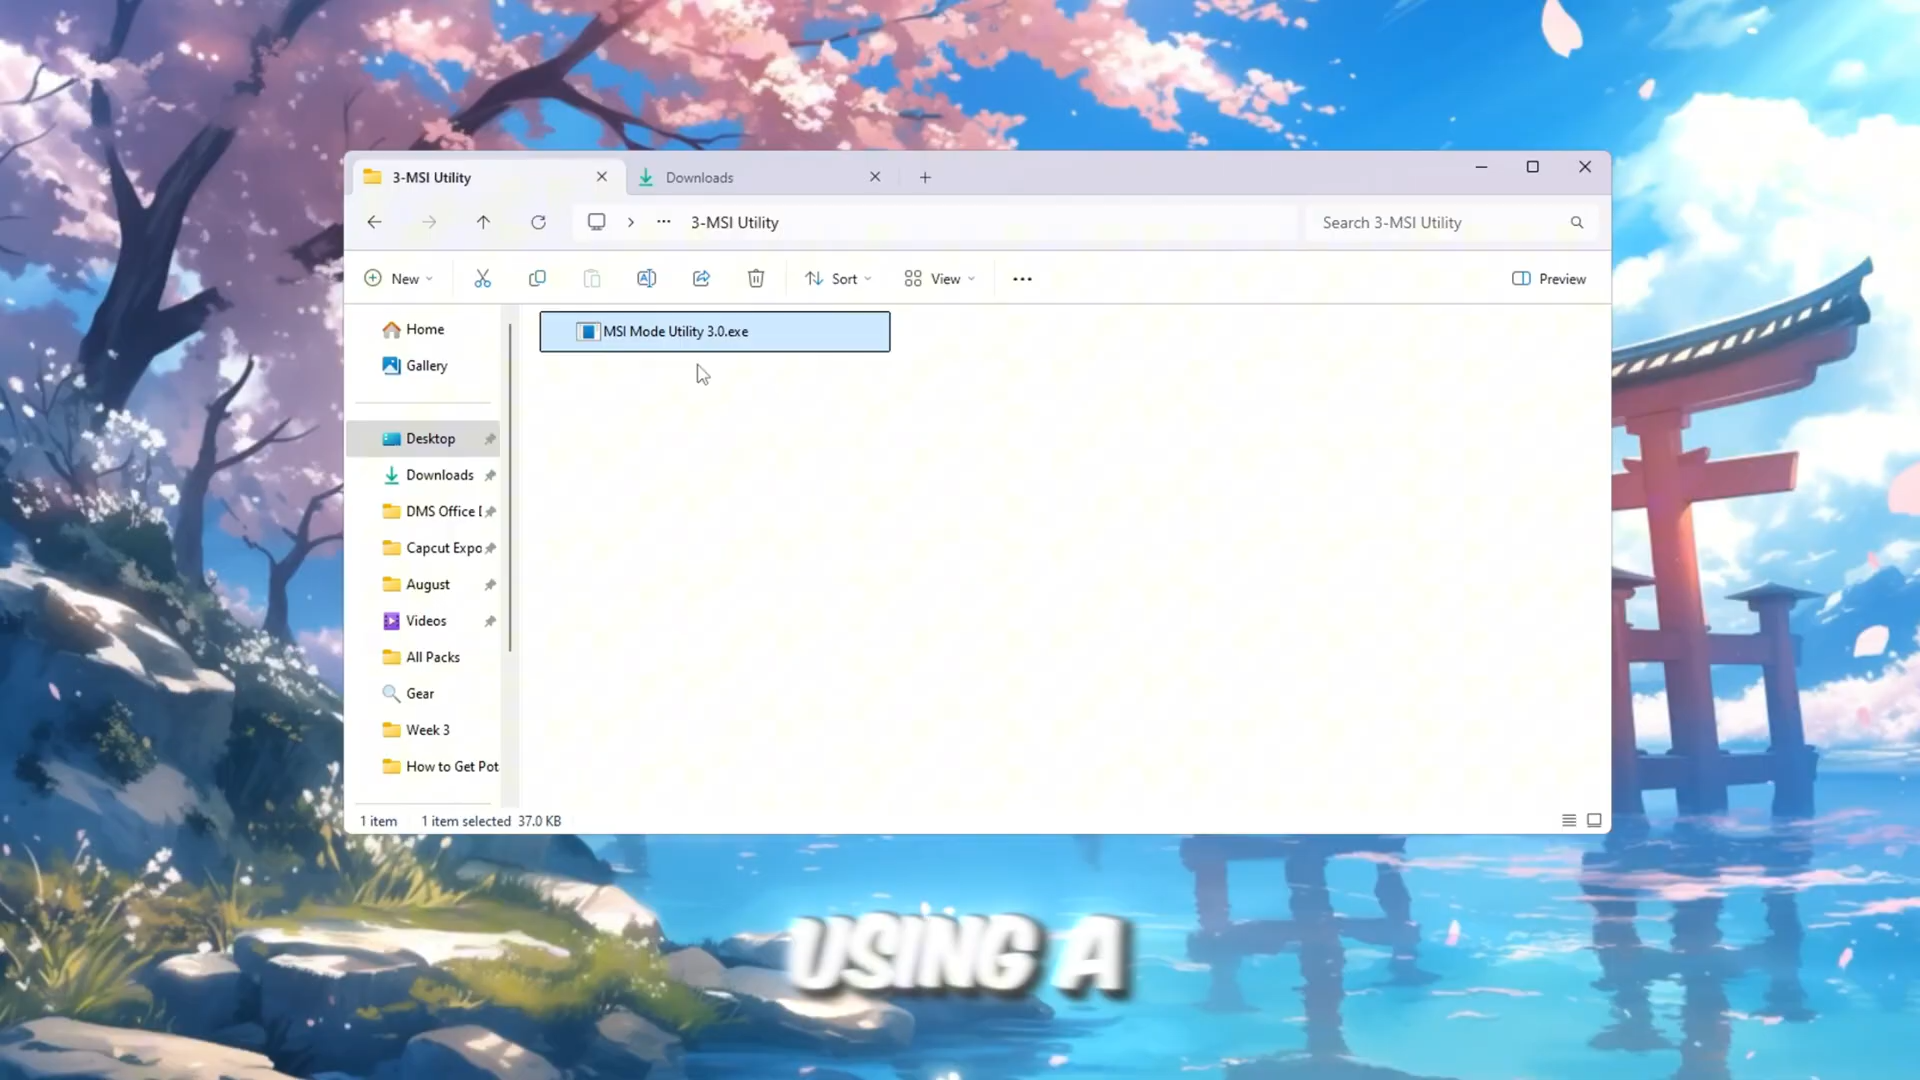 3-MSI Utility
Downloads
3-MSI Utility
Search 3-MSI Utility
New
Sort
View
Preview
Home
Gallery
Desktop
Downloads
DMS Office
Capcut Expo
August
Videos
All Packs
Gear
Week 3
How to Get Pot
MSI Mode Utility 3.0.exe
1 item
1 item selected 37.0 KB
USING A